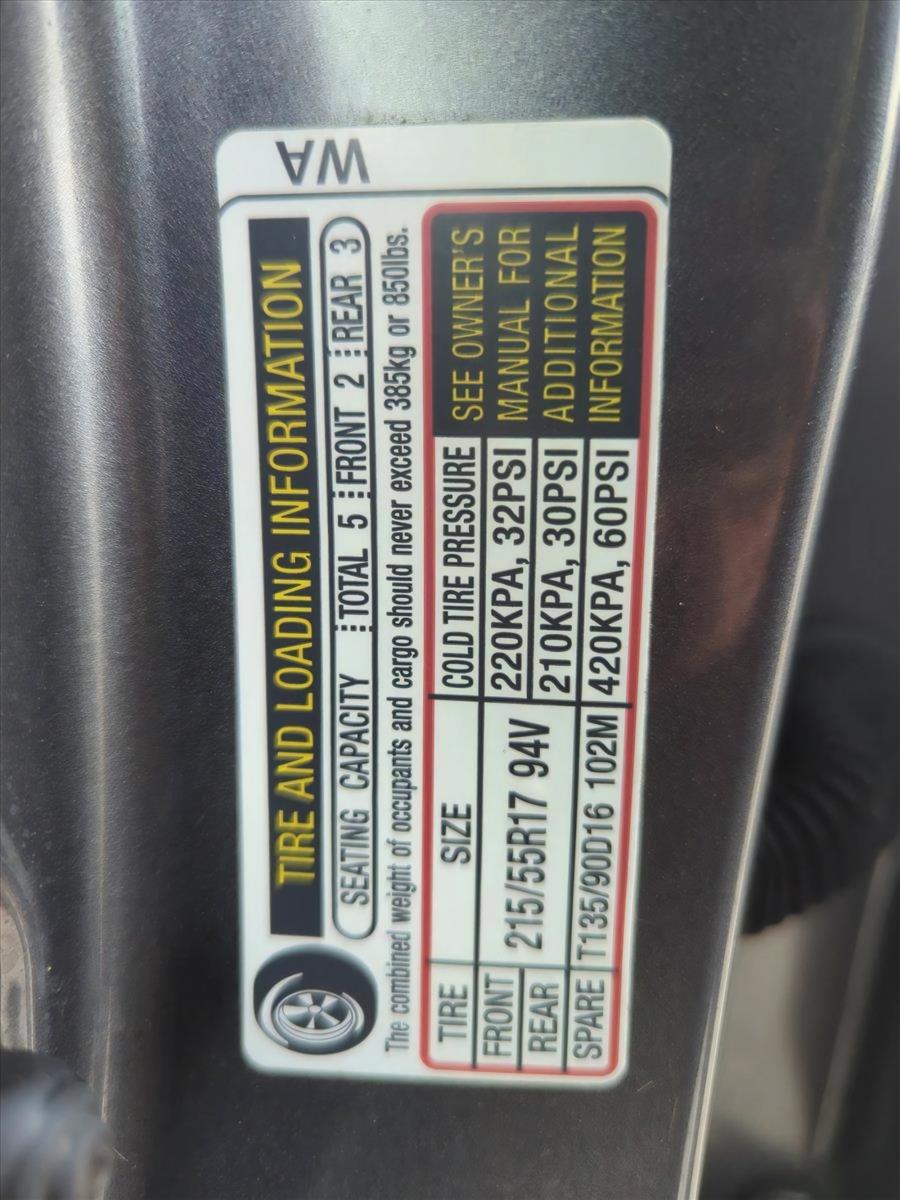 WA
TIRE AND LOADING INFORMATION
SEATING CAPACITY TOTAL 5 FRONT 2 REAR 3
The combined weight of occupants and cargo should never exceed 385kg or 850lbs.
TIRE SIZE COLD TIRE PRESSURE
FRONT 215/55R17 94V 220KPA, 32PSI
REAR 210KPA, 30PSI
SPARE T135/90D16 102M 420KPA, 60PSI
SEE OWNER'S
MANUAL FOR
ADDITIONAL
INFORMATION